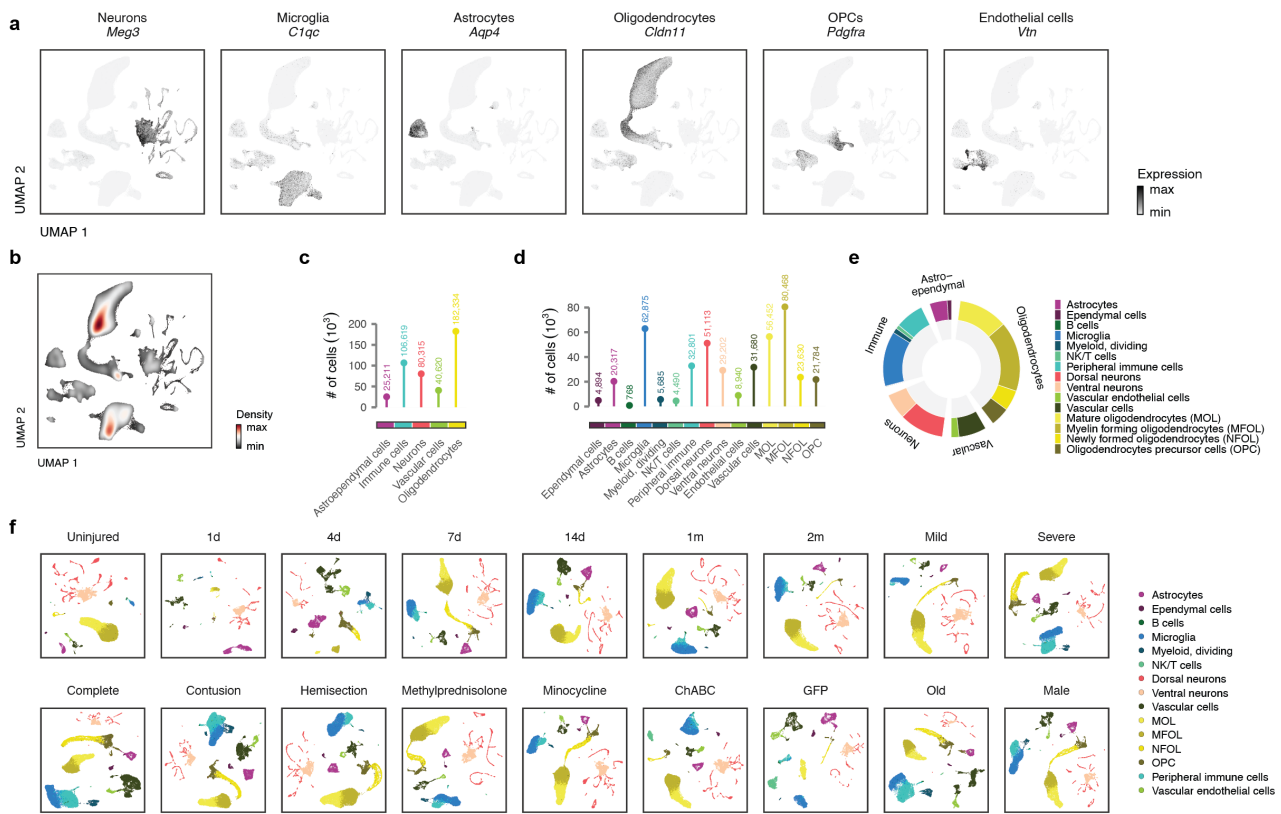 a
Neurons
Meg3
Microglia
C1qc
Astrocytes
Aqp4
Oligodendrocytes
Cldn11
OPCs
Pdgfra
Endothelial cells
Vtn
UMAP 2
UMAP 1
Expression
max
min
b
UMAP 2
UMAP 1
Density
max
min
c
# of cells (10³)
200
150
100
50
0
25,211
106,619
80,315
40,620
182,334
Astroependymal cells
Immune cells
Neurons
Vascular cells
Oligodendrocytes
d
# of cells (10³)
80
60
40
20
0
4,894
20,317
768
62,875
5,685
4,490
32,801
51,113
29,202
8,940
31,680
56,452
80,468
23,630
21,784
Ependymal cells
Astrocytes
B cells
Microglia
Myeloid, dividing
NK/T cells
Peripheral immune
Dorsal neurons
Ventral neurons
Endothelial cells
Vascular cells
MOL
MFOL
NFOL
OPC
e
Astro–
ependymal
Oligodendrocytes
Vascular
Neurons
Immune
Astrocytes
Ependymal cells
B cells
Microglia
Myeloid, dividing
NK/T cells
Peripheral immune cells
Dorsal neurons
Ventral neurons
Vascular endothelial cells
Vascular cells
Mature oligodendrocytes (MOL)
Myelin forming oligodendrocytes (MFOL)
Newly formed oligodendrocytes (NFOL)
Oligodendrocytes precursor cells (OPC)
f
Uninjured
1d
4d
7d
14d
1m
2m
Mild
Severe
Complete
Contusion
Hemisection
Methylprednisolone
Minocycline
ChABC
GFP
Old
Male
Astrocytes
Ependymal cells
B cells
Microglia
Myeloid, dividing
NK/T cells
Dorsal neurons
Ventral neurons
Vascular cells
MOL
MFOL
NFOL
OPC
Peripheral immune cells
Vascular endothelial cells